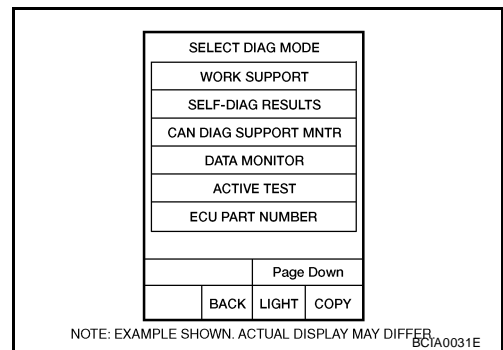 SELECT DIAG MODE
WORK SUPPORT
SELF-DIAG RESULTS
CAN DIAG SUPPORT MNTR
DATA MONITOR
ACTIVE TEST
ECU PART NUMBER
Page Down
BACK LIGHT COPY
NOTE: EXAMPLE SHOWN. ACTUAL DISPLAY MAY DIFFER.
BCIA0031E